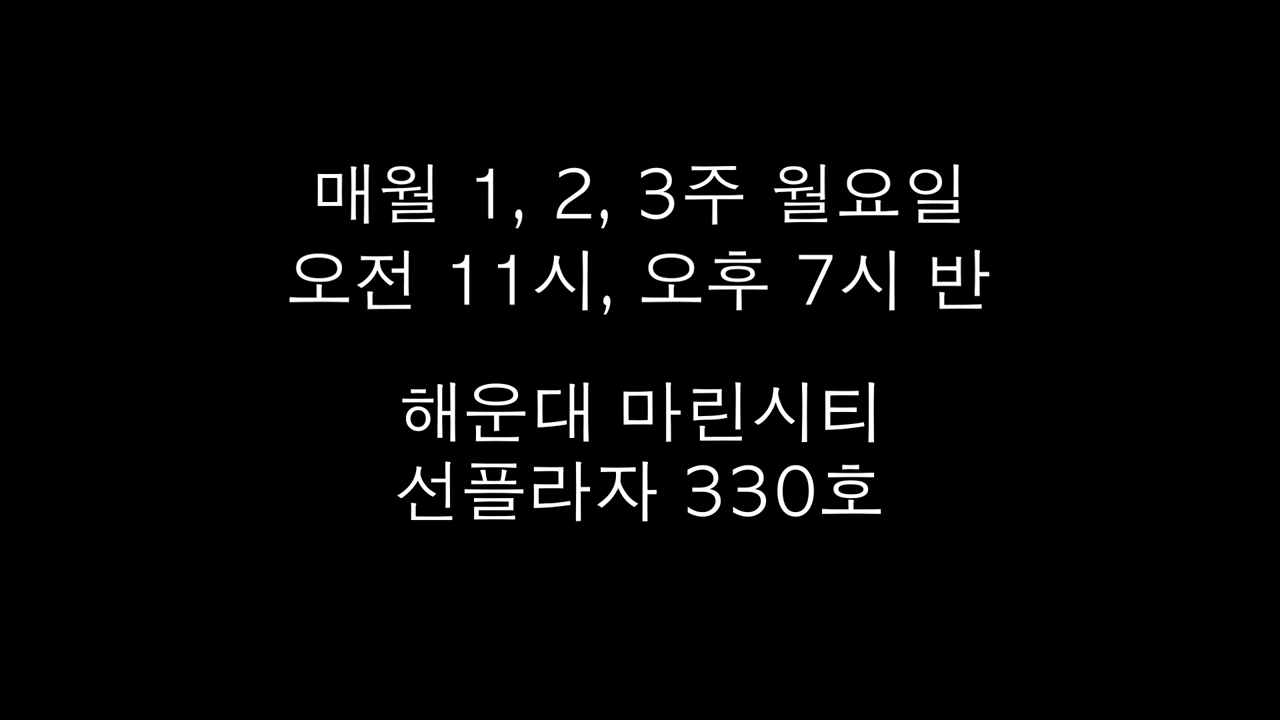 매월 1, 2, 3주 월요일
오전 11시, 오후 7시 반
해운대 마린시티
선플라자 330호